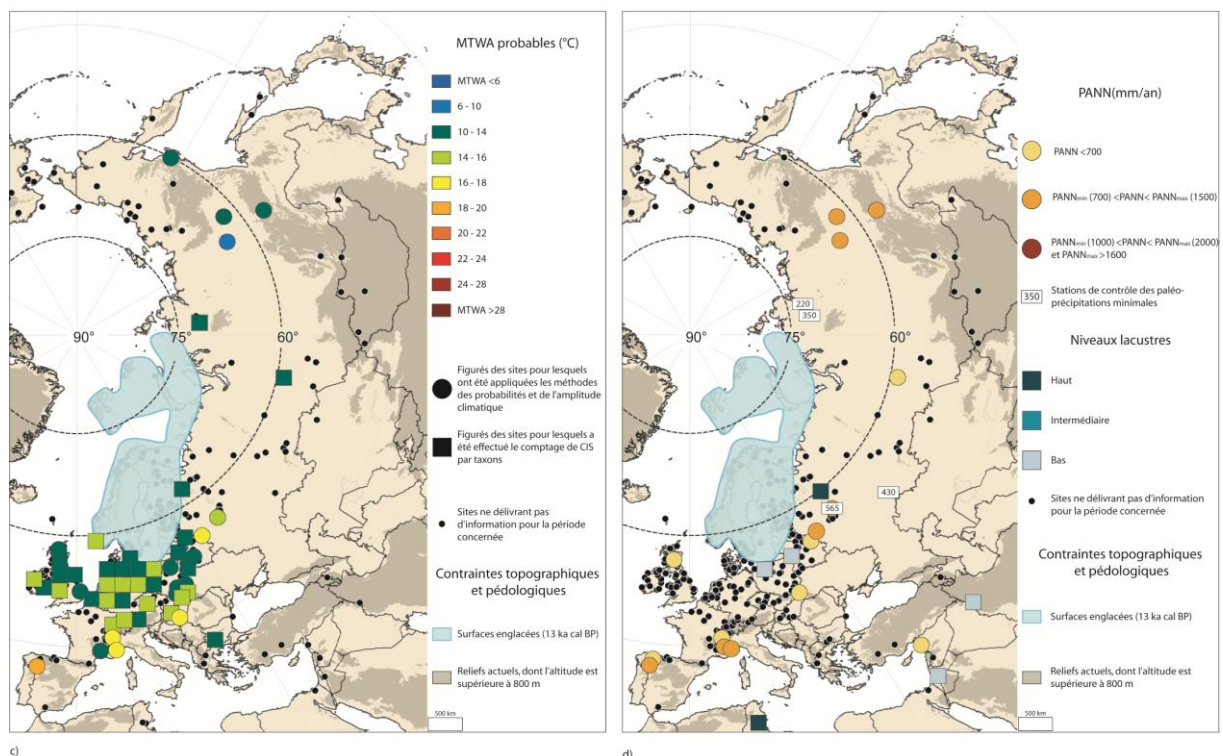 MTWA probables (°C)
MTWA <6
6 - 10
10 - 14
14 - 16
16 - 18
18 - 20
20 - 22
22 - 24
24 - 28
MTWA >28
Figurés des sites pour lesquels
ont été appliquées les méthodes
des probabilités et de l'amplitude
climatique
Figurés des sites pour lesquels a
été effectué le comptage de CIS
par taxons
Sites ne délivrant pas
d'information pour la période
concernée
Contraintes topographiques
et pédologiques
Surfaces englacées (13 ka cal BP)
Reliefs actuels, dont l'altitude est
supérieure à 800 m
500 km
90°
75°
60°
c)
PANN(mm/an)
PANN <700
PANNmin (700) <PANN< PANNmax (1500)
PANNmin (1000) <PANN< PANNmax (2000)
et PANNmax >1600
350
Stations de contrôle des paléo-
précipitations minimales
Niveaux lacustres
Haut
Intermédiaire
Bas
Sites ne délivrant pas d'information
pour la période concernée
Contraintes topographiques
et pédologiques
Surfaces englacées (13 ka cal BP)
Reliefs actuels, dont l'altitude est
supérieure à 800 m
500 km
220
350
90°
75°
60°
430
565
d)